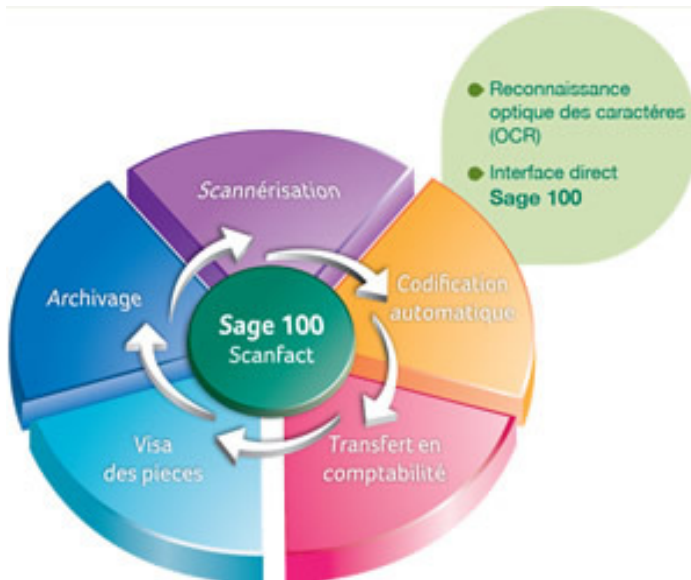 Reconnaissance
optique des caractères
(OCR)
Interface direct
Sage 100
Scannérisation
Codification
automatique
Transfert en
comptabilité
Visa
des pieces
Archivage
Sage 100
Scanfact